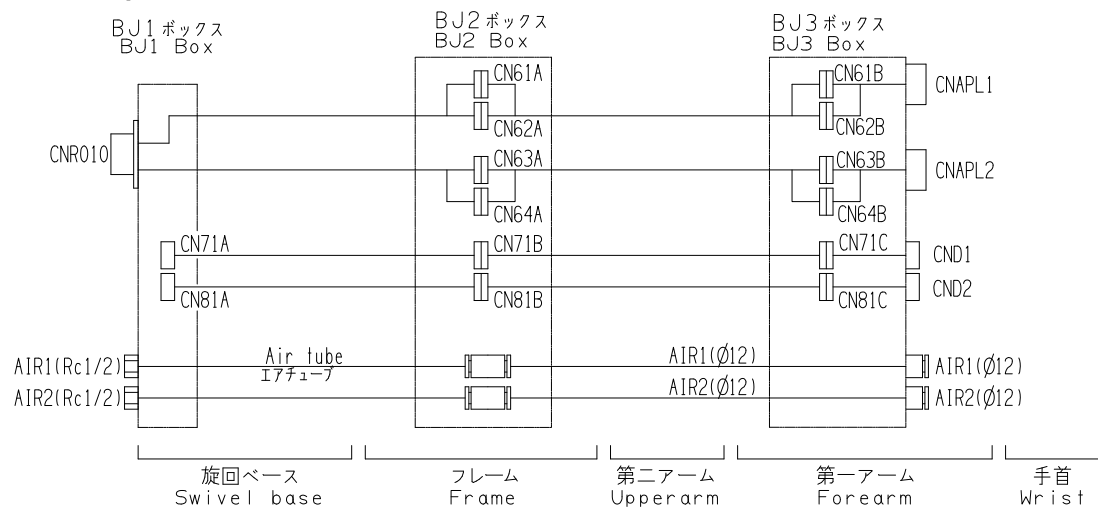 BJ1ボックス
BJ1 Box
BJ2ボックス
BJ2 Box
BJ3ボックス
BJ3 Box
CN61A
CN61B
CNAPL1
CN62A
CN62B
CNR010
CN63A
CN63B
CNAPL2
CN64A
CN64B
CN71A
CN71B
CN71C
CND1
CN81A
CN81B
CN81C
CND2
AIR1(Rc1/2)
Air tube
エアチューブ
AIR1(Ø12)
AIR1(Ø12)
AIR2(Rc1/2)
AIR2(Ø12)
AIR2(Ø12)
旋回ベース
Swivel base
フレーム
Frame
第二アーム
Upperarm
第一アーム
Forearm
手首
Wrist